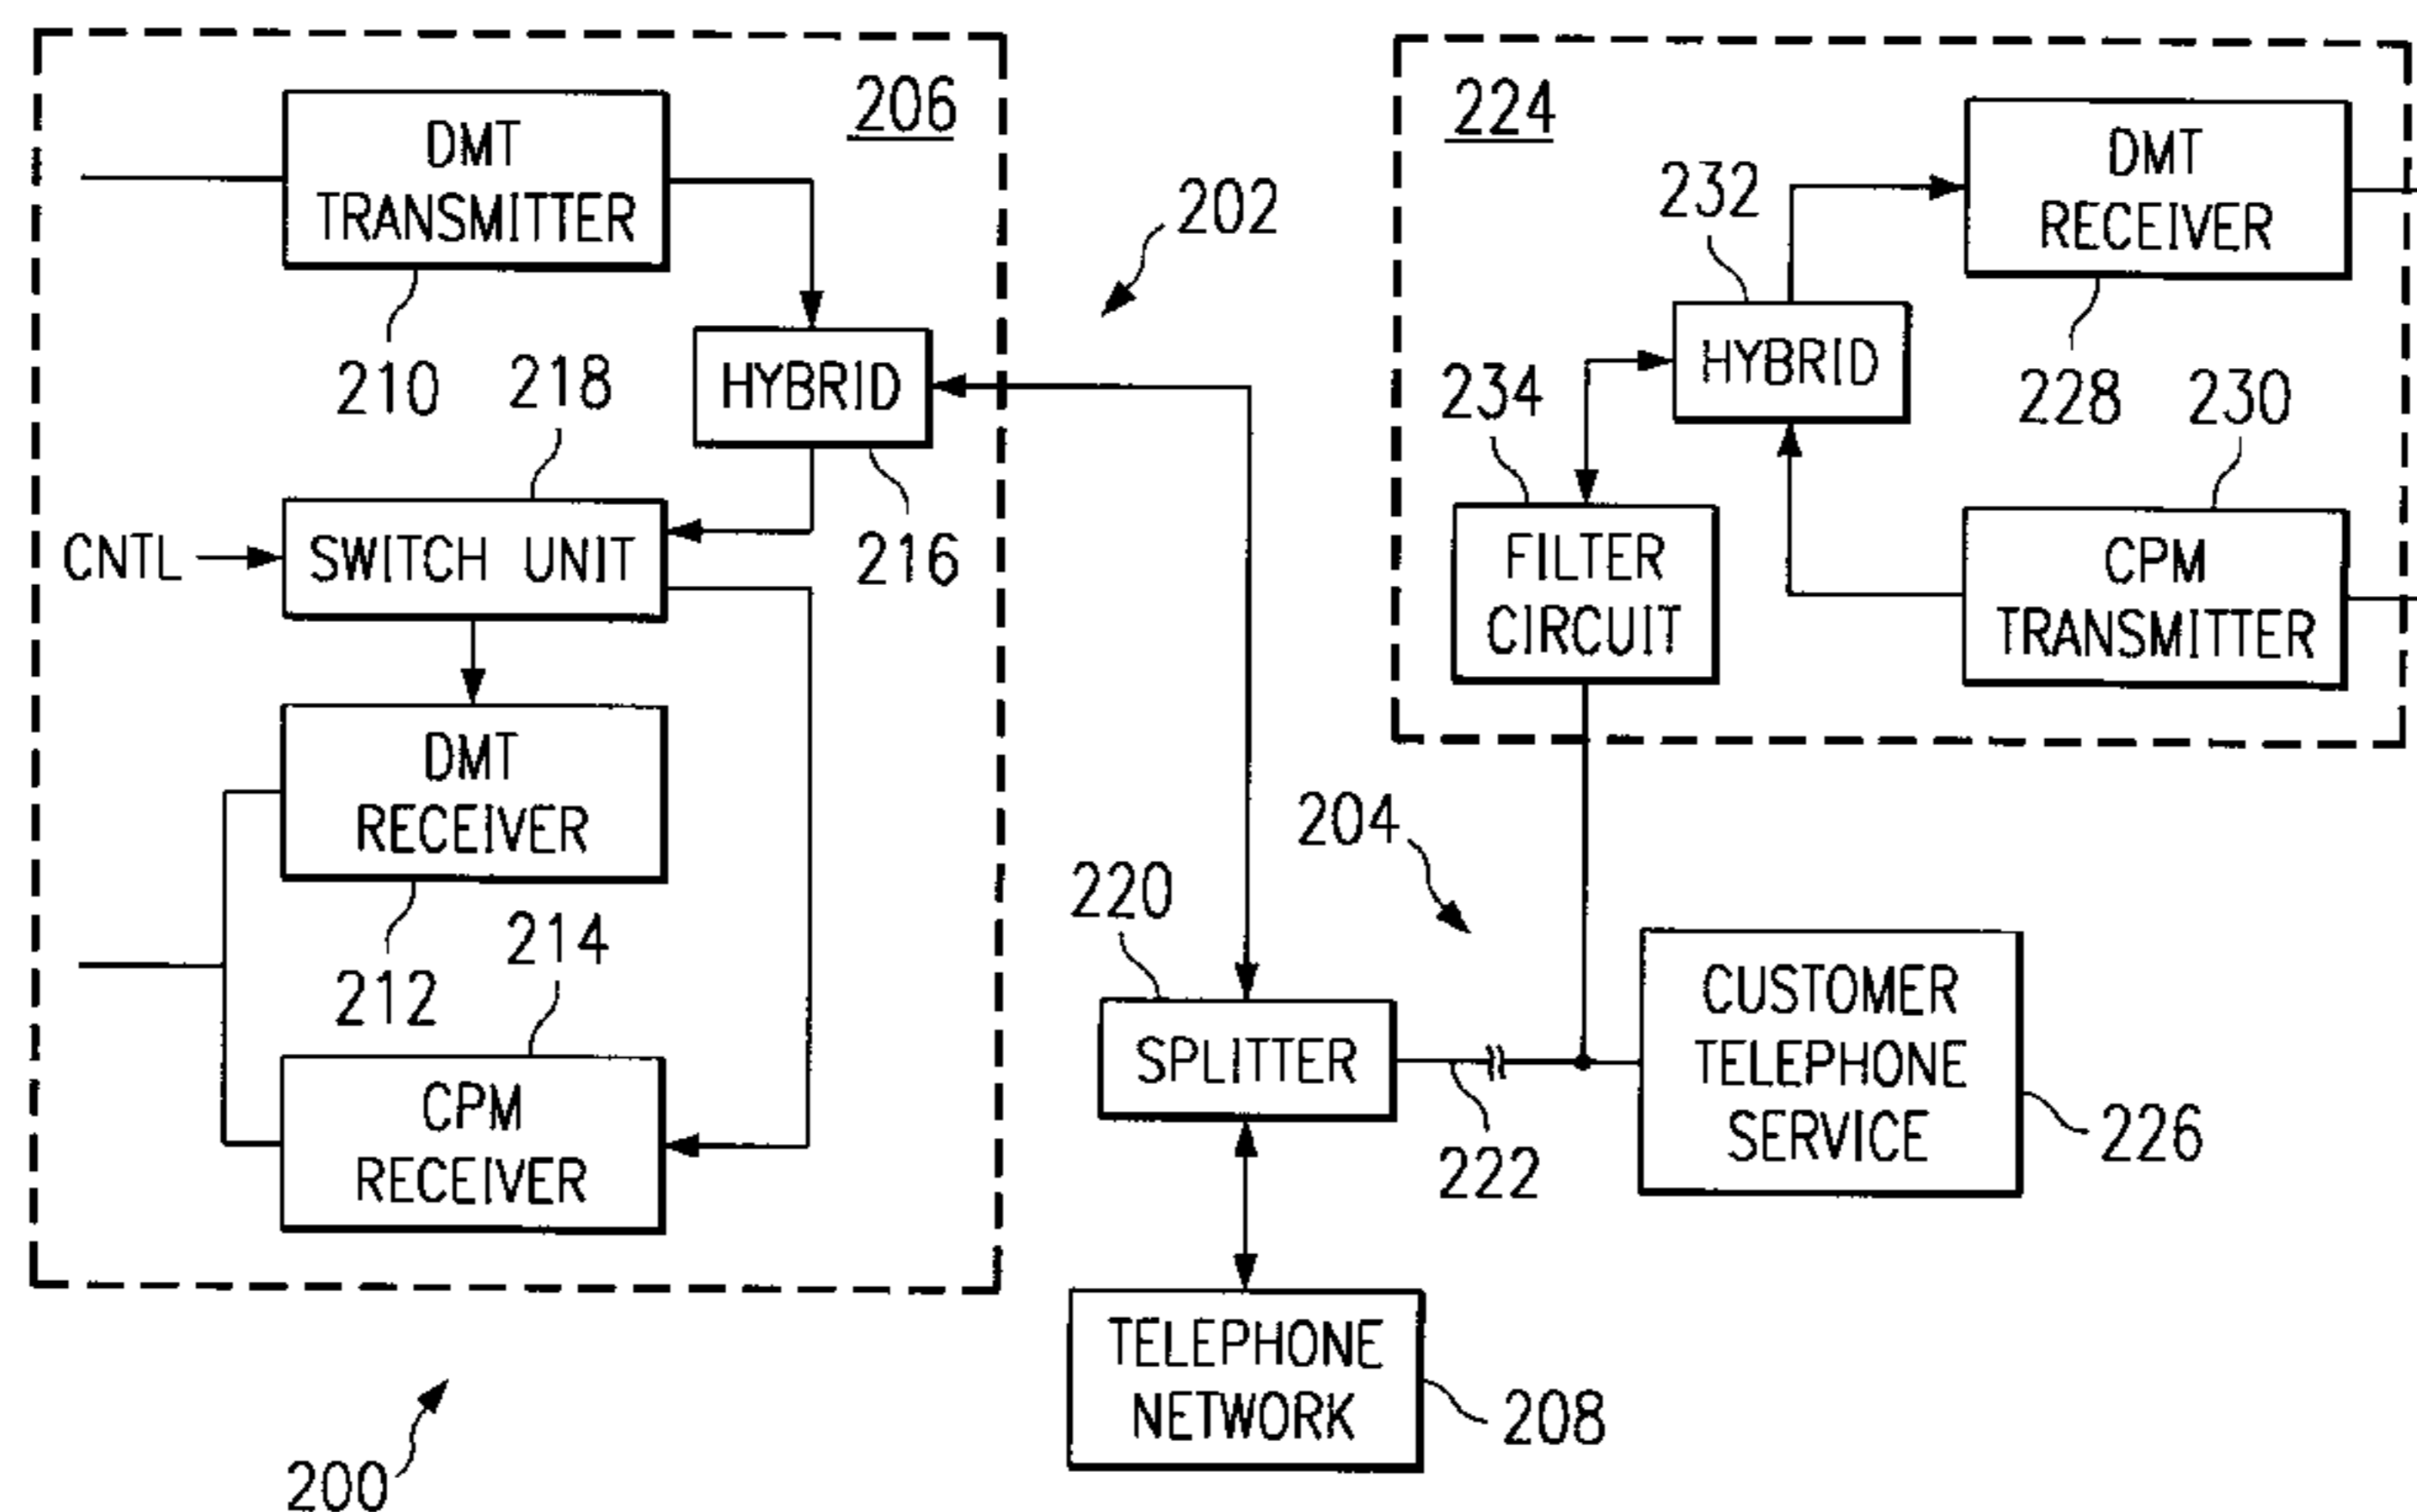 206
DMT
TRANSMITTER
210
218
HYBRID
216
CNTL
SWITCH UNIT
DMT
RECEIVER
212
214
CPM
RECEIVER
200
202
224
232
DMT
RECEIVER
228
234
HYBRID
230
FILTER
CIRCUIT
CPM
TRANSMITTER
204
220
SPLITTER
222
CUSTOMER
TELEPHONE
SERVICE
226
TELEPHONE
NETWORK
208